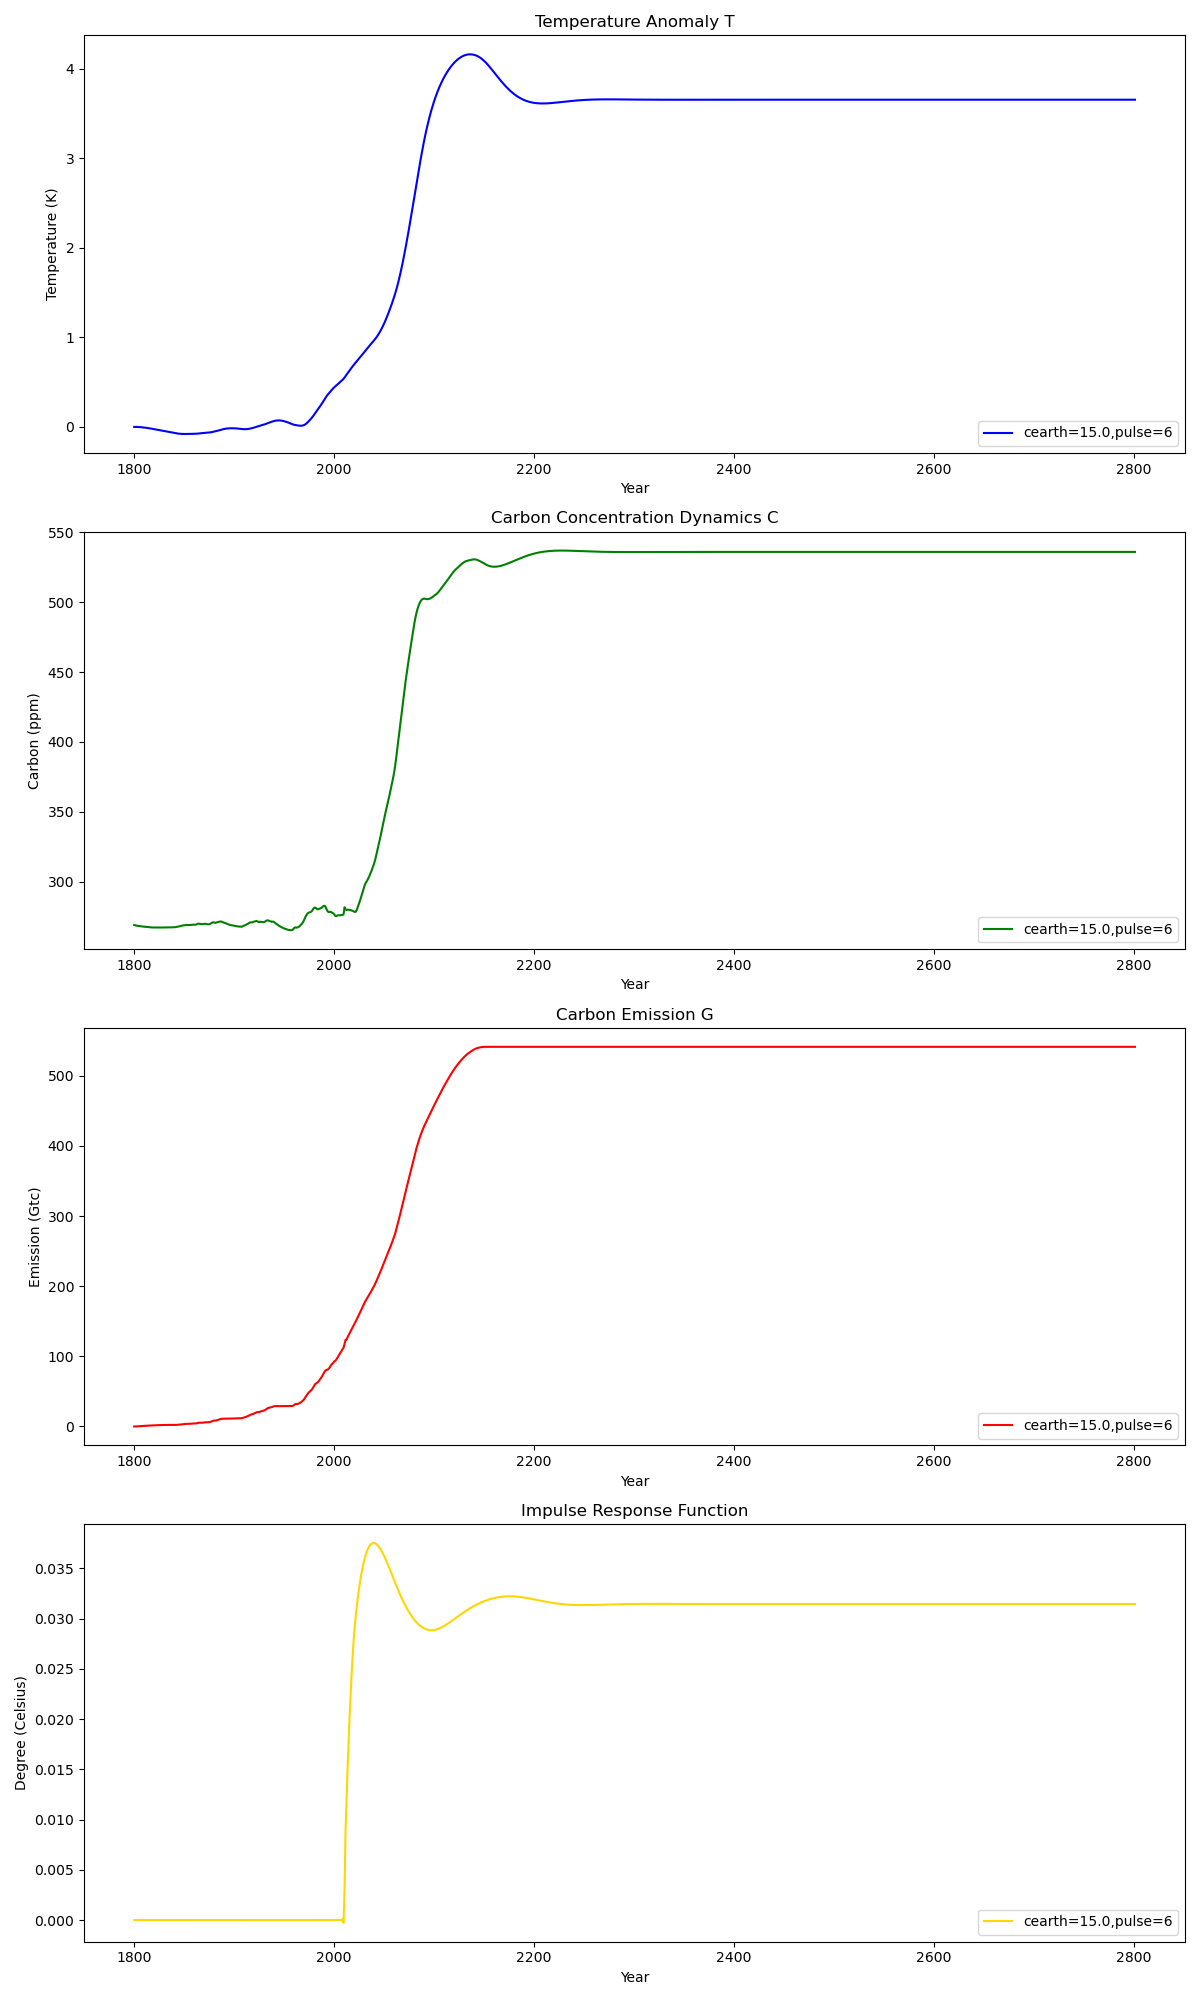 Temperature Anomaly T
4
3
2
1
0
Temperature (K)
cearth=15.0,pulse=6
1800 2000 2200 2400 2600 2800
Year
Carbon Concentration Dynamics C
550
500
450
400
350
300
Carbon (ppm)
cearth=15.0,pulse=6
1800 2000 2200 2400 2600 2800
Year
Carbon Emission G
500
400
300
200
100
0
Emission (Gtc)
cearth=15.0,pulse=6
1800 2000 2200 2400 2600 2800
Year
Impulse Response Function
0.035
0.030
0.025
0.020
0.015
0.010
0.005
0.000
Degree (Celsius)
cearth=15.0,pulse=6
1800 2000 2200 2400 2600 2800
Year